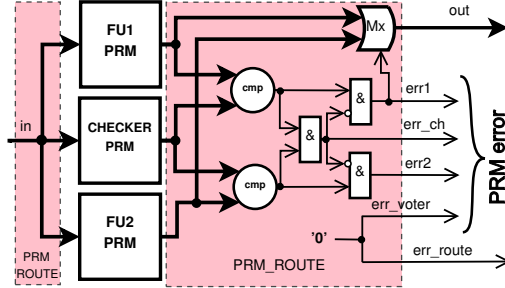 FU1
PRM
Mx
out
in
cmp
&
err1
CHECKER
PRM
&
err_ch
cmp
&
err2
FU2
PRM
err_voter
'0'
err_route
PRM
ROUTE
PRM_ROUTE
PRM error